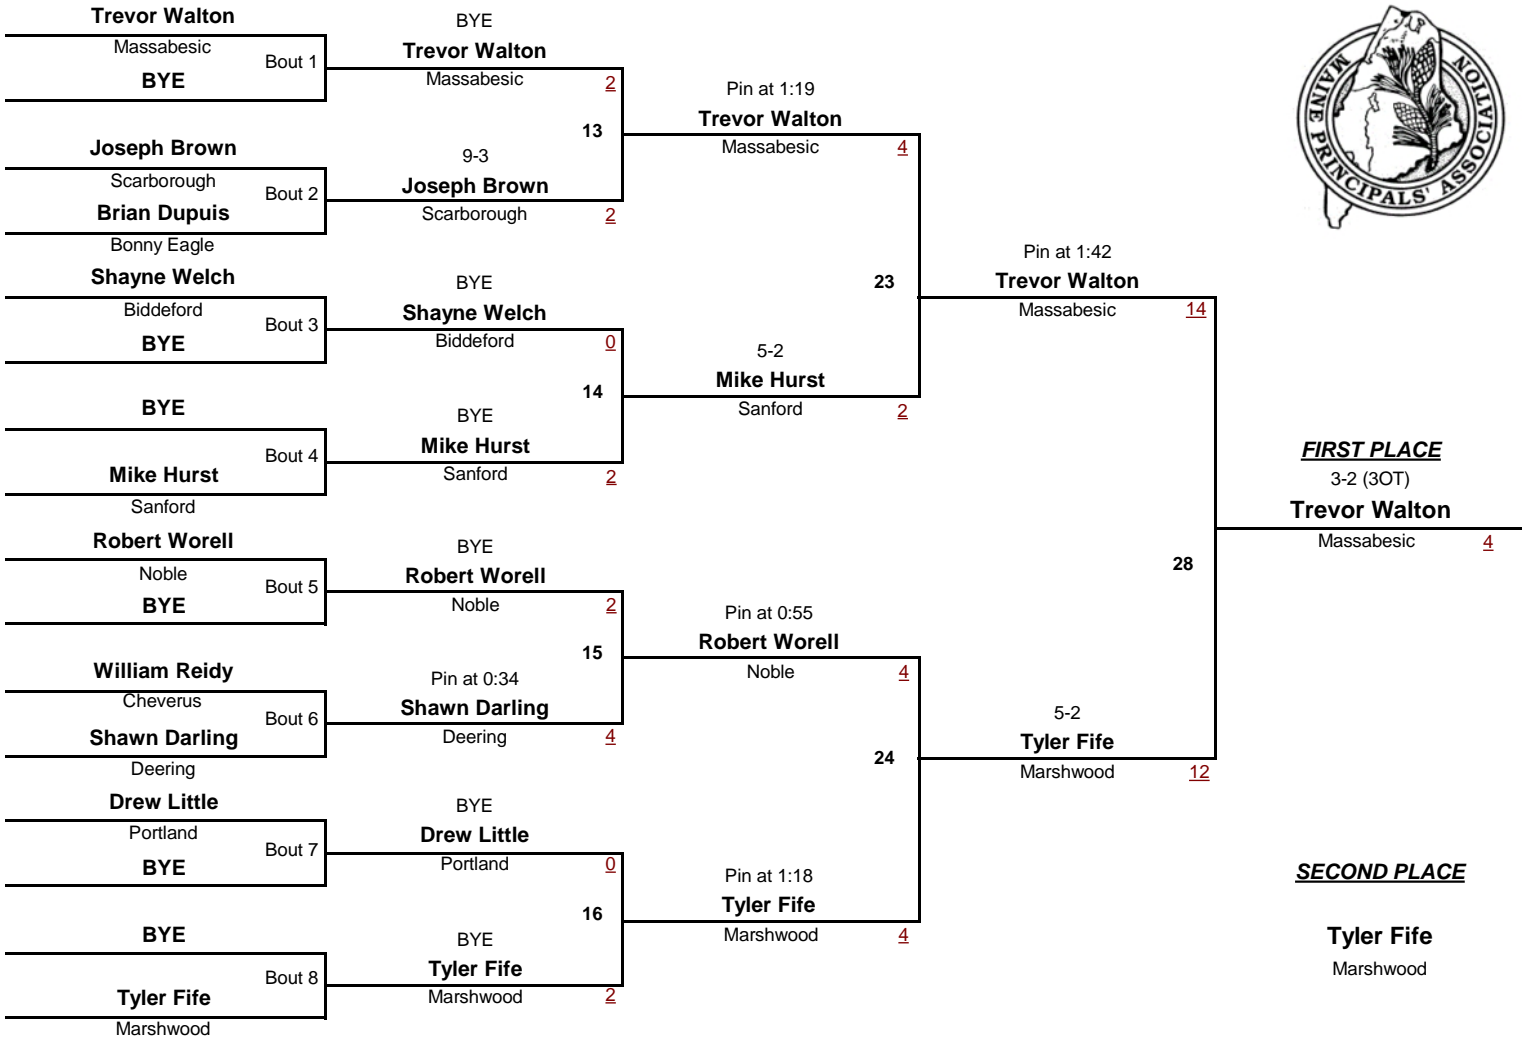 Trevor Walton
Massabesic
Bout 1
BYE
Joseph Brown
Scarborough
Bout 2
Brian Dupuis
Bonny Eagle
Shayne Welch
Biddeford
Bout 3
BYE
BYE
Bout 4
Mike Hurst
Sanford
Robert Worell
Noble
Bout 5
BYE
William Reidy
Cheverus
Bout 6
Shawn Darling
Deering
Drew Little
Portland
Bout 7
BYE
BYE
Bout 8
Tyler Fife
Marshwood
BYE
Trevor Walton
Massabesic 2
13
9-3
Joseph Brown
Scarborough 2
BYE
Shayne Welch
Biddeford 0
14
BYE
Mike Hurst
Sanford 2
BYE
Robert Worell
Noble 2
15
Pin at 0:34
Shawn Darling
Deering 4
BYE
Drew Little
Portland 0
16
BYE
Tyler Fife
Marshwood 2
Pin at 1:19
Trevor Walton
Massabesic 4
23
5-2
Mike Hurst
Sanford 2
Pin at 0:55
Robert Worell
Noble 4
24
Pin at 1:18
Tyler Fife
Marshwood 4
Pin at 1:42
Trevor Walton
Massabesic 14
28
5-2
Tyler Fife
Marshwood 12
MAINE PRINCIPALS' ASSOCIATION
FIRST PLACE
3-2 (3OT)
Trevor Walton
Massabesic 4
SECOND PLACE
Tyler Fife
Marshwood